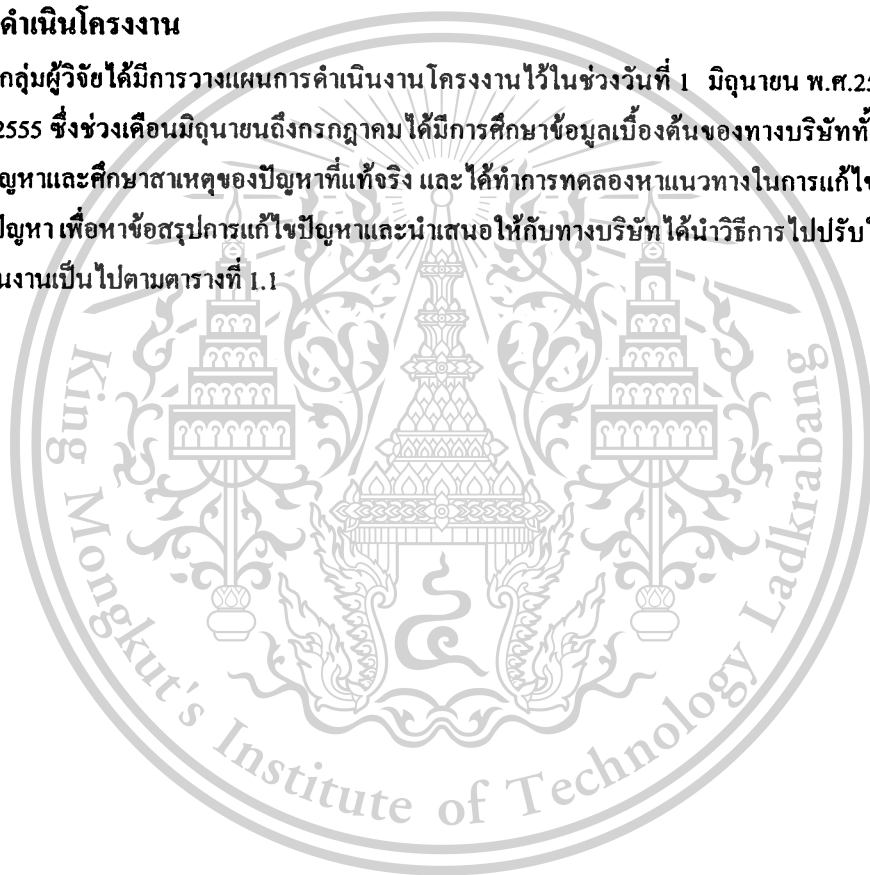 ดำเนินโครงงาน
กลุ่มผู้วิจัยได้มีการวางแผนการดำเนินงานโครงงานไว้ในช่วงวันที่ 1 มิถุนายน พ.ศ.25
2555 ซึ่งช่วงเดือนมิถุนายนถึงกรกฎาคมได้มีการศึกษาข้อมูลเบื้องต้นของทางบริษัททั้
ญหาและศึกษาสาเหตุของปัญหาที่แท้จริง และได้ทำการทดลองหาแนวทางในการแก้ไข
ปัญหา เพื่อหาข้อสรุปการแก้ไขปัญหาและนำเสนอให้กับทางบริษัทได้นำวิธีการไปปรับใ
นงานเป็นไปตามตารางที่ 1.1
King Mongkut's Institute of Technology Ladkrabang